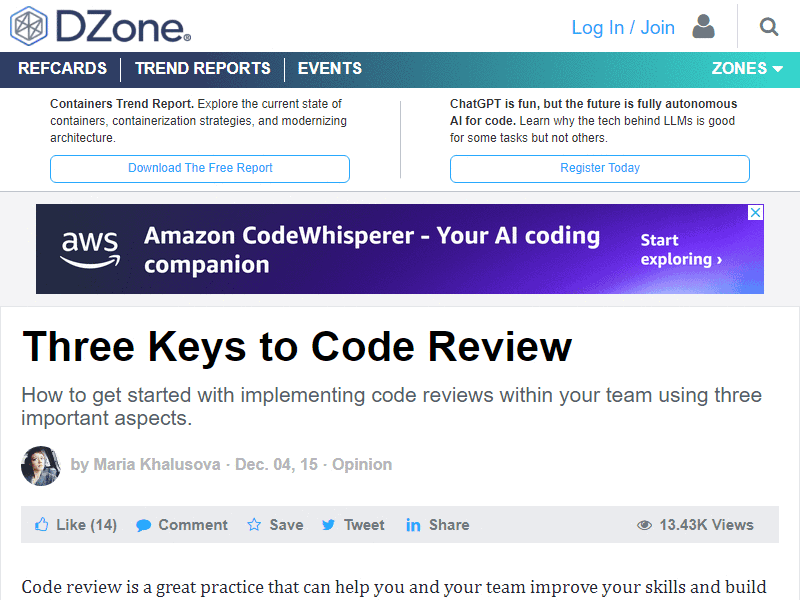 DZone.
Log In / Join
REFCARDS TREND REPORTS EVENTS ZONES
Containers Trend Report. Explore the current state of
containers, containerization strategies, and modernizing
architecture.
Download The Free Report
ChatGPT is fun, but the future is fully autonomous
AI for code. Learn why the tech behind LLMs is good
for some tasks but not others.
Register Today
aws
Amazon CodeWhisperer - Your AI coding
companion
Start
exploring ›
Three Keys to Code Review
How to get started with implementing code reviews within your team using three
important aspects.
by Maria Khalusova · Dec. 04, 15 · Opinion
Like (14) Comment Save Tweet Share 13.43K Views
Code review is a great practice that can help you and your team improve your skills and build